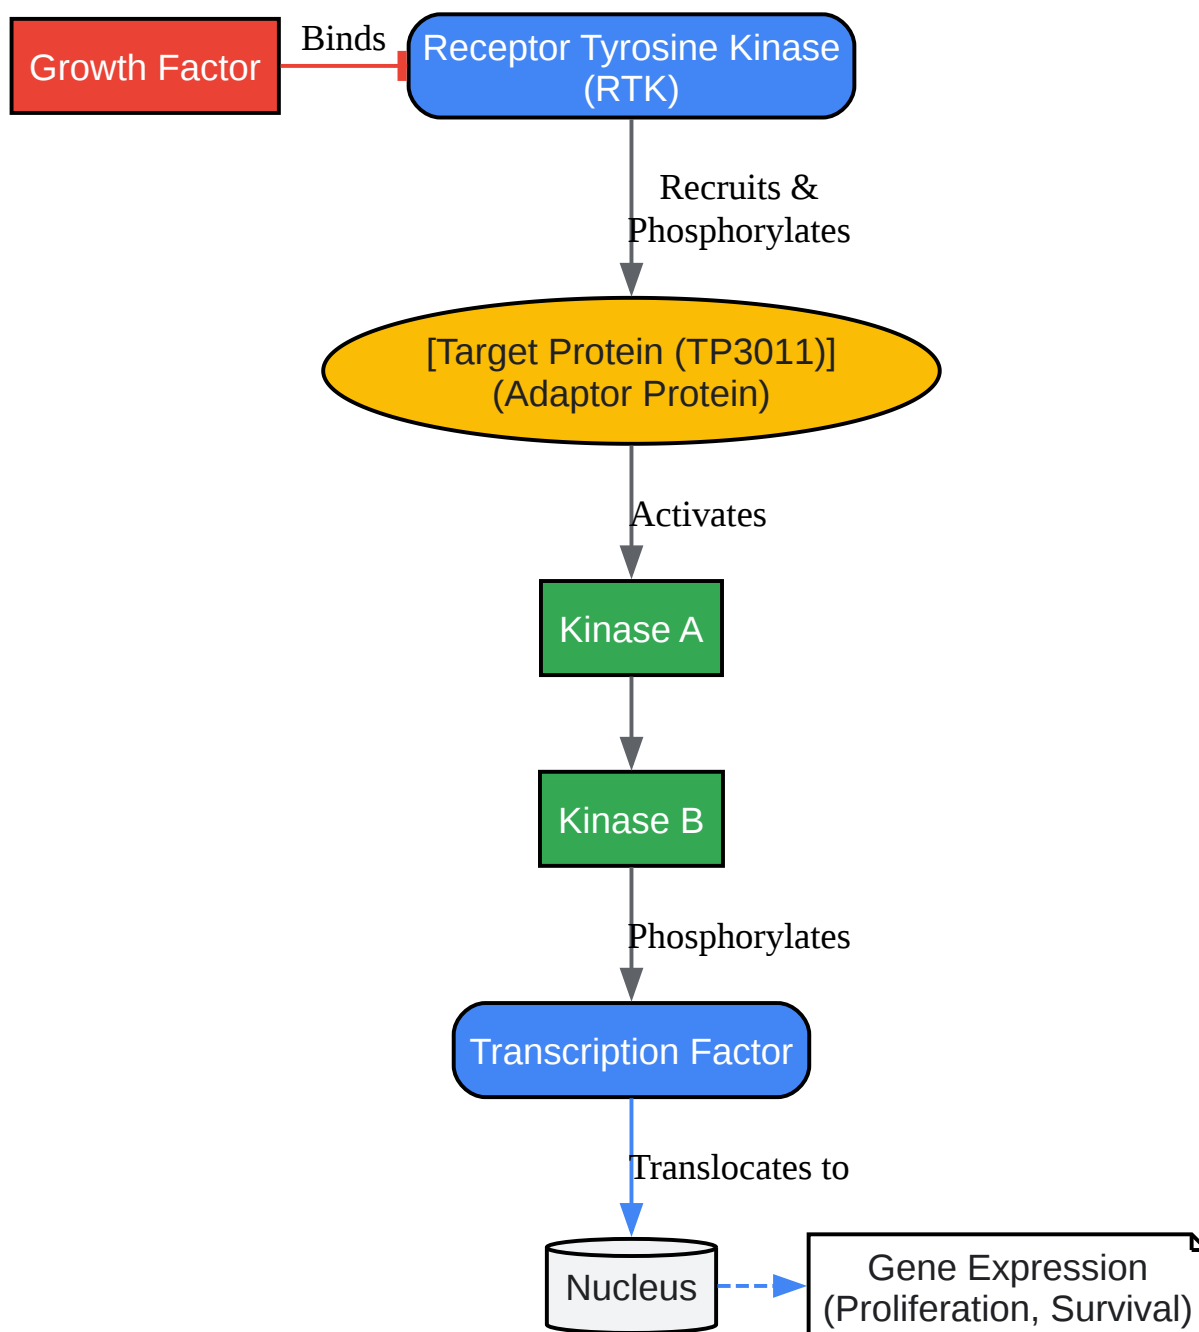 Growth Factor
Binds
Receptor Tyrosine Kinase
(RTK)
Recruits &
Phosphorylates
[Target Protein (TP3011)]
(Adaptor Protein)
Activates
Kinase A
Kinase B
Phosphorylates
Transcription Factor
Translocates to
Nucleus
Gene Expression
(Proliferation, Survival)